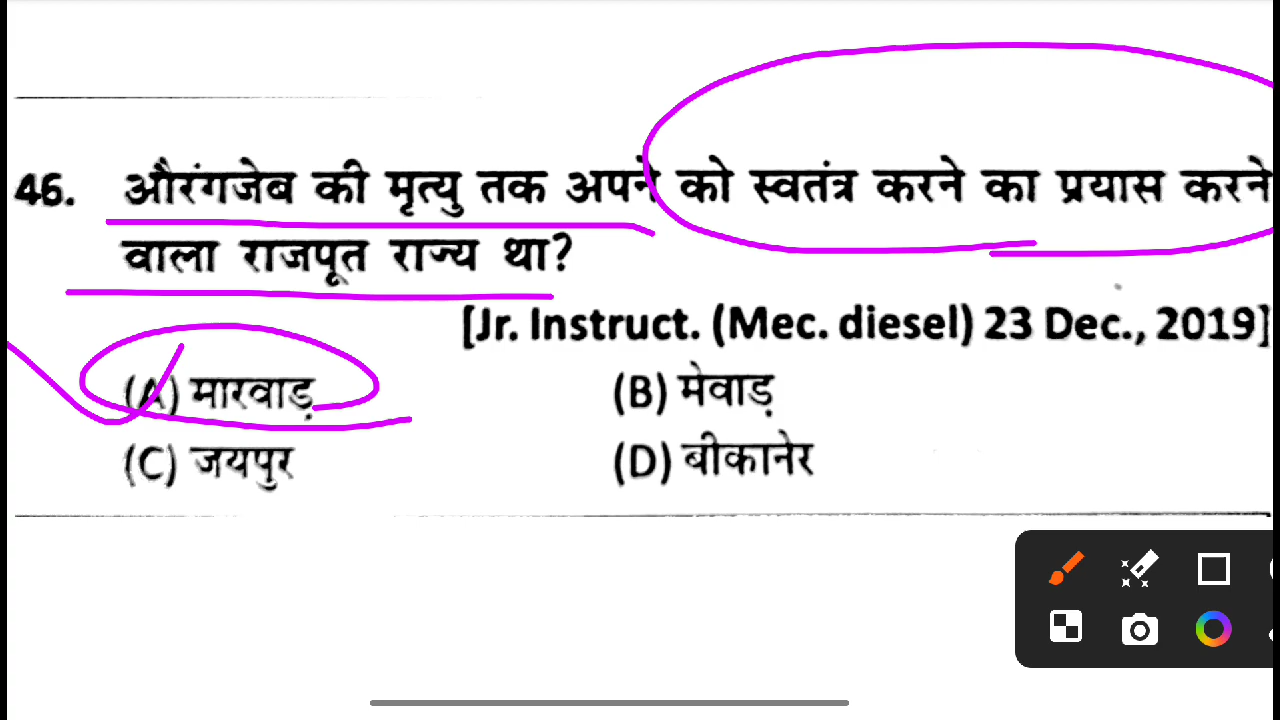 46. औरंगजेब की मृत्यु तक अपने को स्वतंत्र करने का प्रयास करने
वाला राजपूत राज्य था?
[Jr. Instruct. (Mec. diesel) 23 Dec., 2019]
(A) मारवाड़ (B) मेवाड़
(C) जयपुर (D) बीकानेर